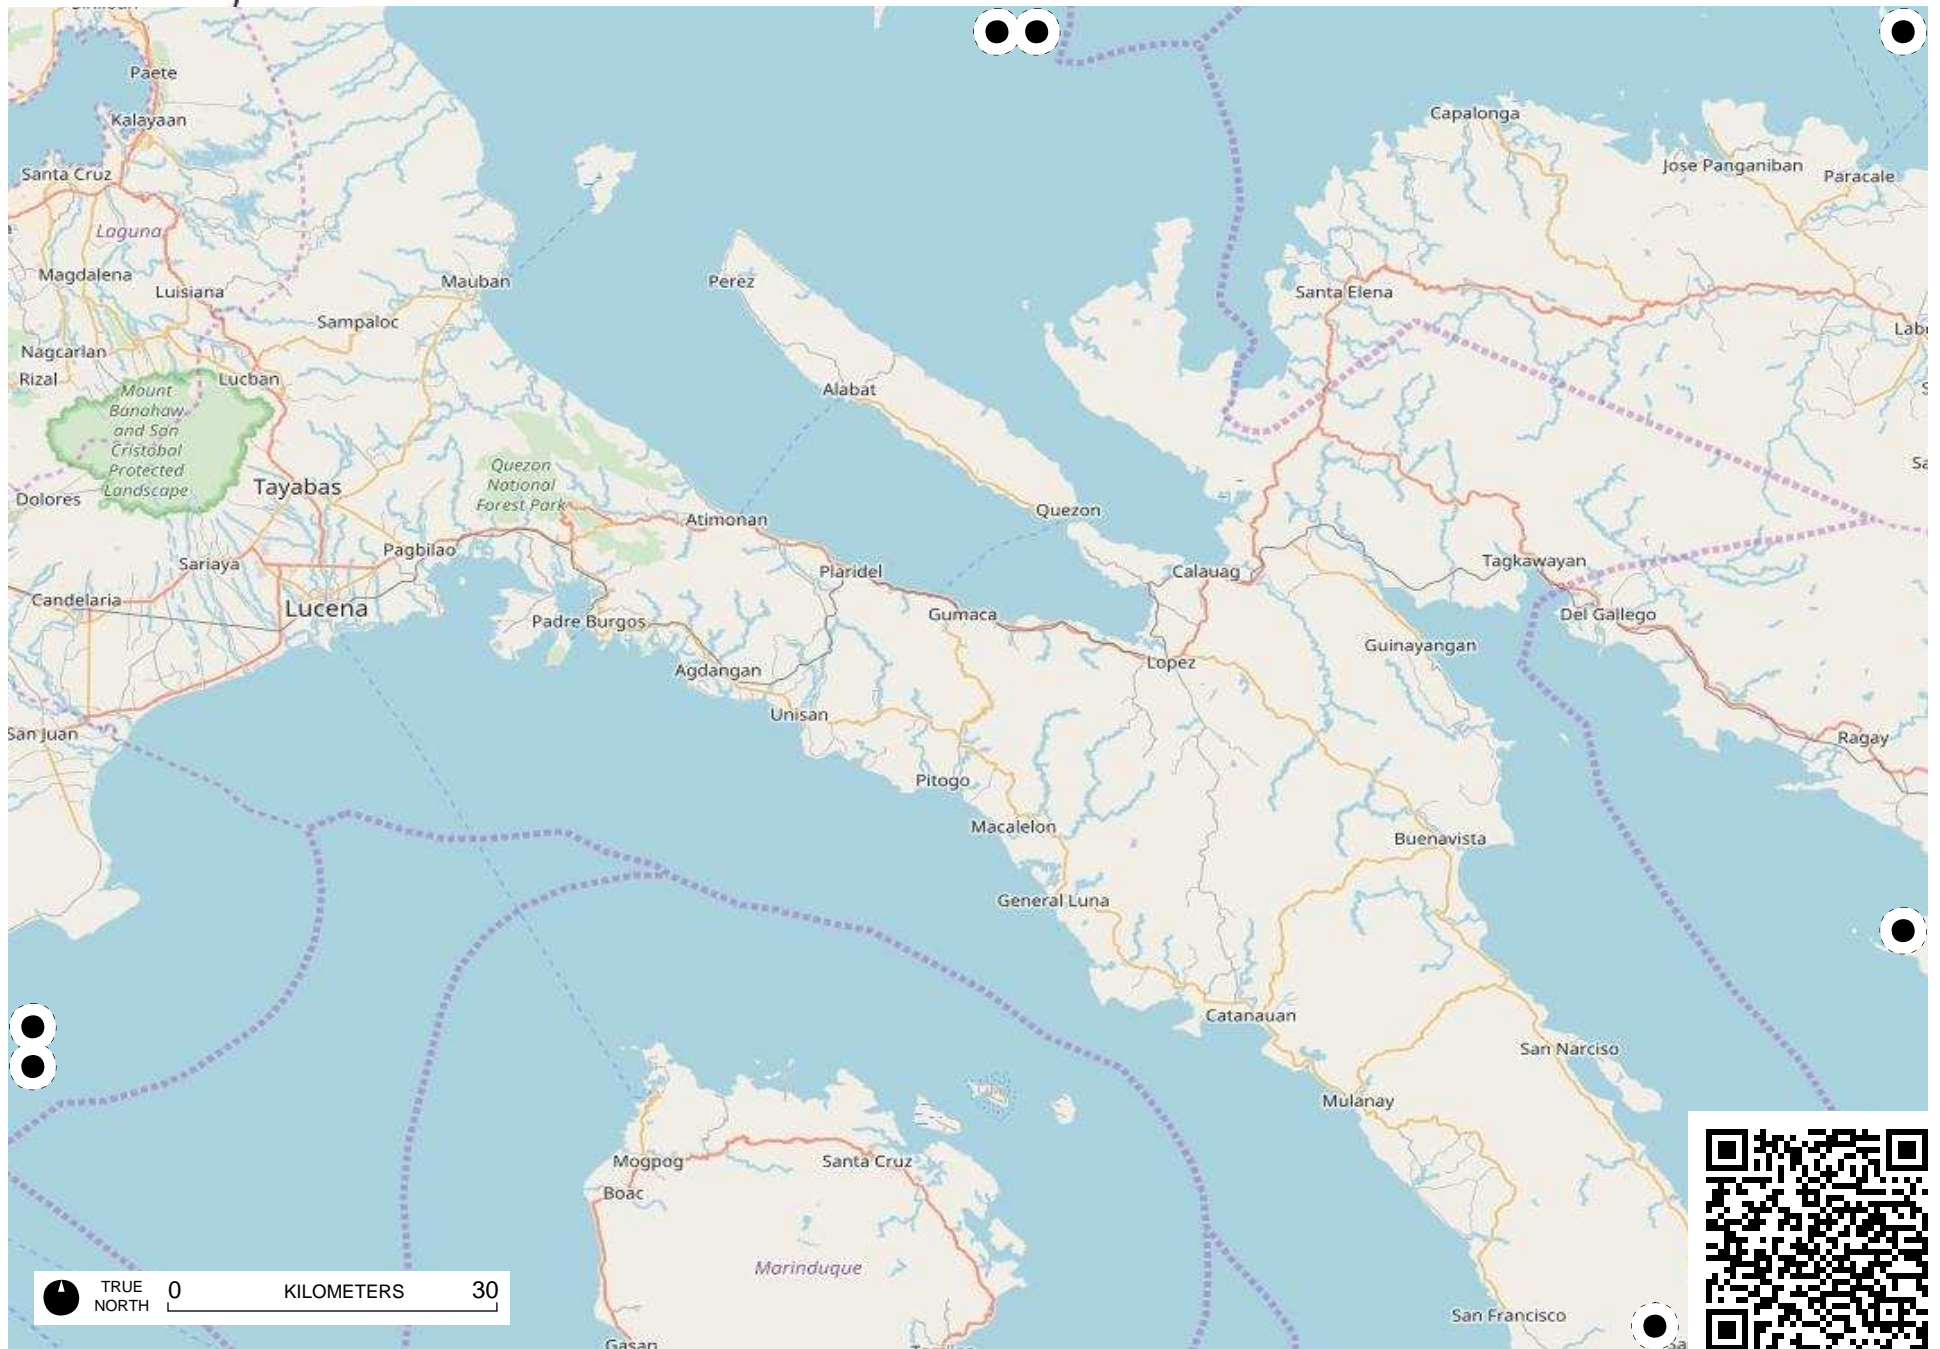 Paete
Kalayaan
Capalonga
Jose Panganiban
Santa Cruz
Paracale
Laguna
Magdalena
Mauban
Perez
Luisiana
Santa Elena
Sampaloc
Nagcarlan
Rizal
Lucban
Alabat
Mount
Banahaw
and San
Cristobal
Protected
Landscape
Quezon
National
Forest Park
Dolores
Tayabas
Quezon
Atimonan
Pagbilao
Sariaya
Plaridel
Calauag
Tagkawayan
Candelaria
Lucena
Padre Burgos
Gumaca
Del Gallego
Guinayangan
Agdangan
Lopez
Unisan
San Juan
Ragay
Pitogo
Macalelon
Buenavista
General Luna
Catanauan
San Narciso
Mulanay
Mogpog
Santa Cruz
Boac
Marinduque
TRUE
NORTH
0 KILOMETERS 30
San Francisco
Gasan